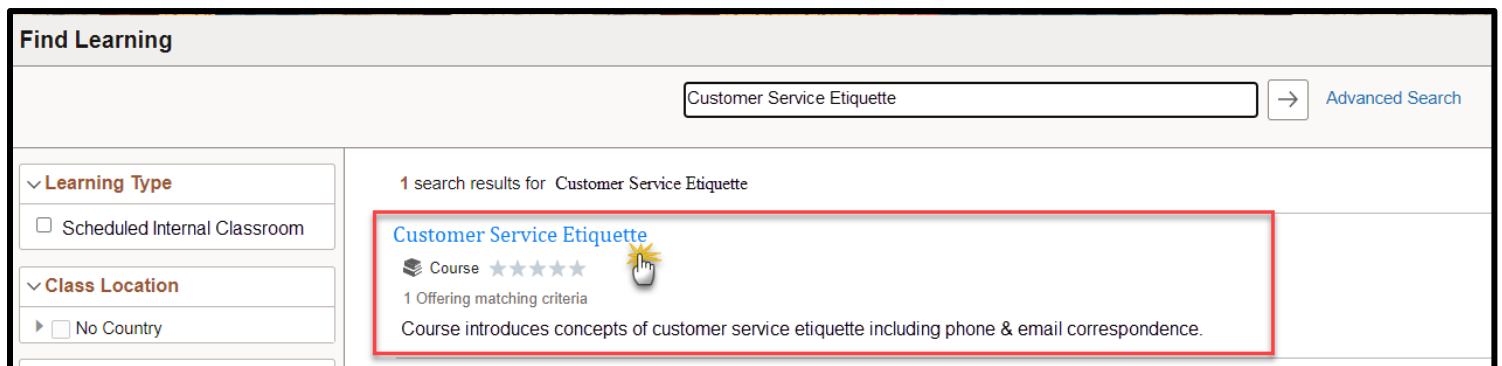 Find Learning
Customer Service Etiquette
Advanced Search
Learning Type
Scheduled Internal Classroom
Class Location
No Country
1 search results for Customer Service Etiquette
Customer Service Etiquette
Course
1 Offering matching criteria
Course introduces concepts of customer service etiquette including phone & email correspondence.